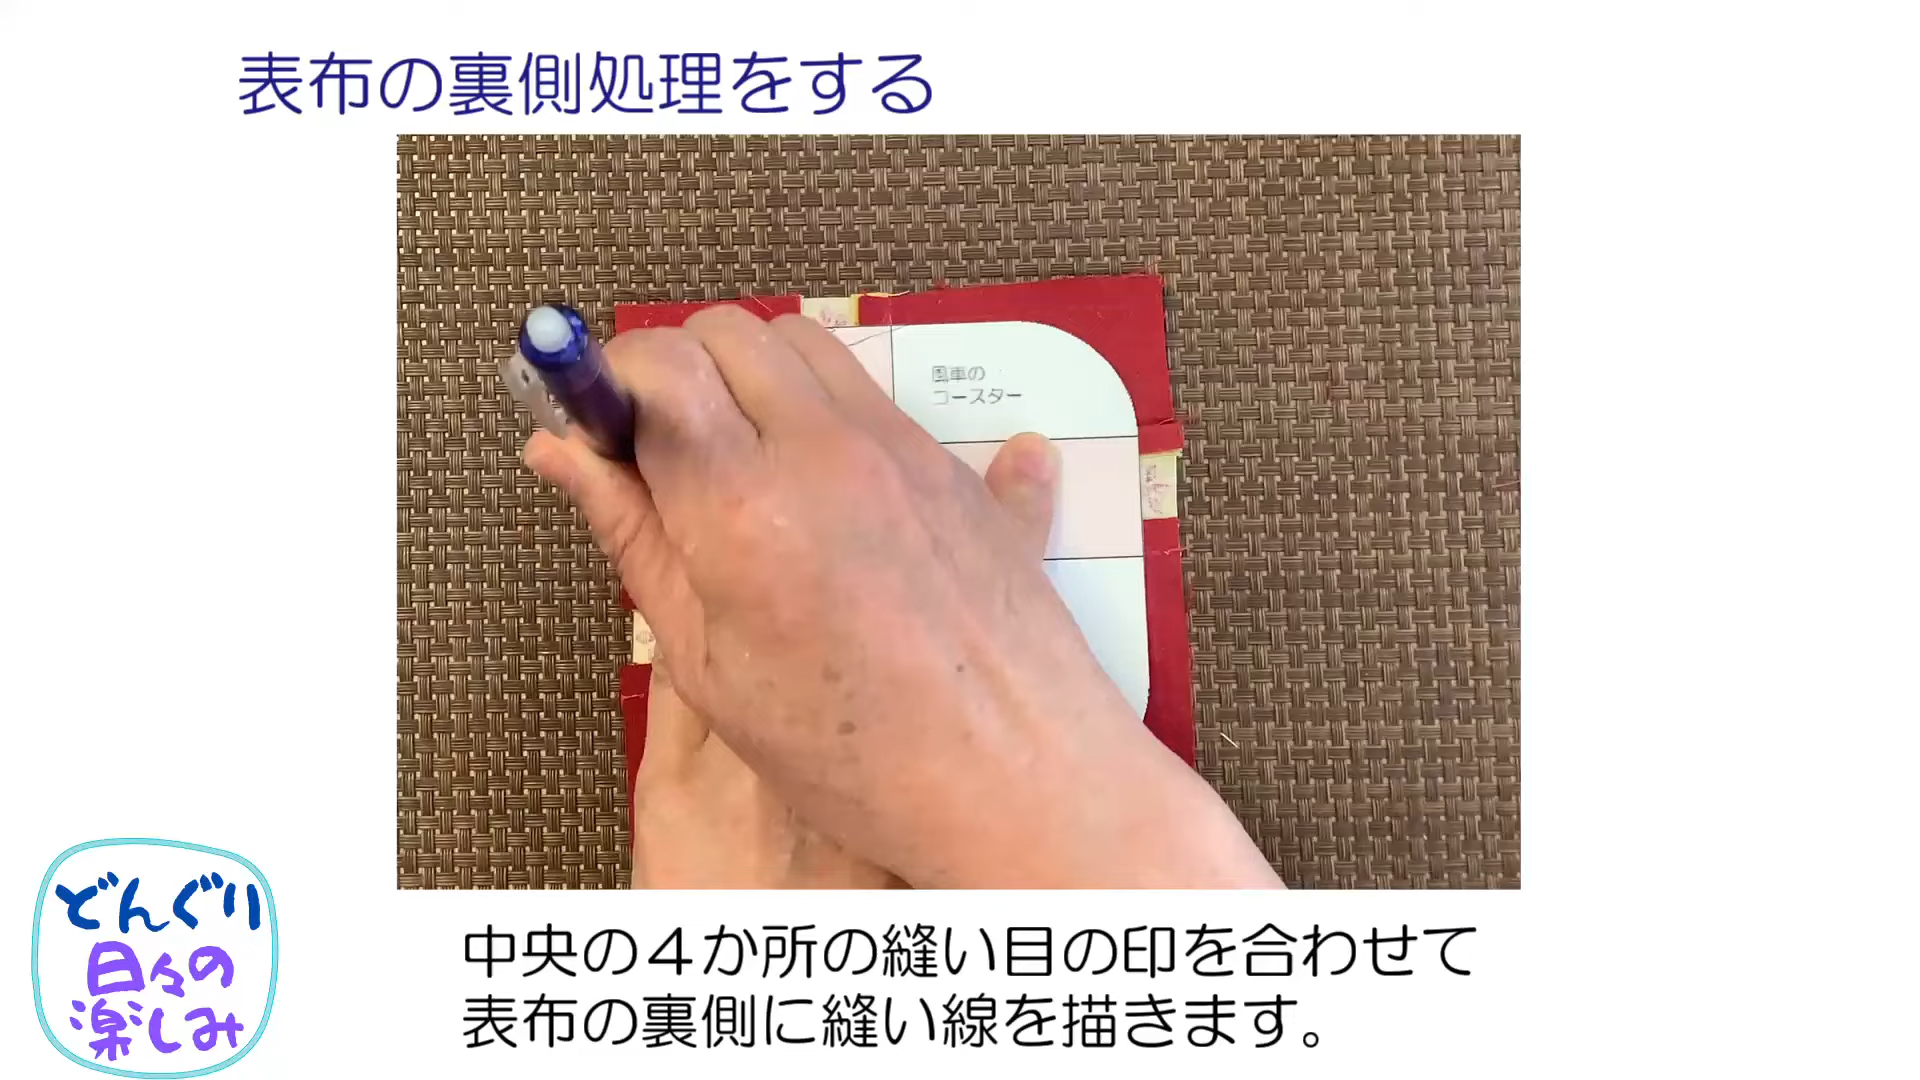 表布の裏側処理をする
風車の
コースター
中央の４か所の縫い目の印を合わせて
表布の裏側に縫い線を描きます。
どんぐり
日々の
楽しみ